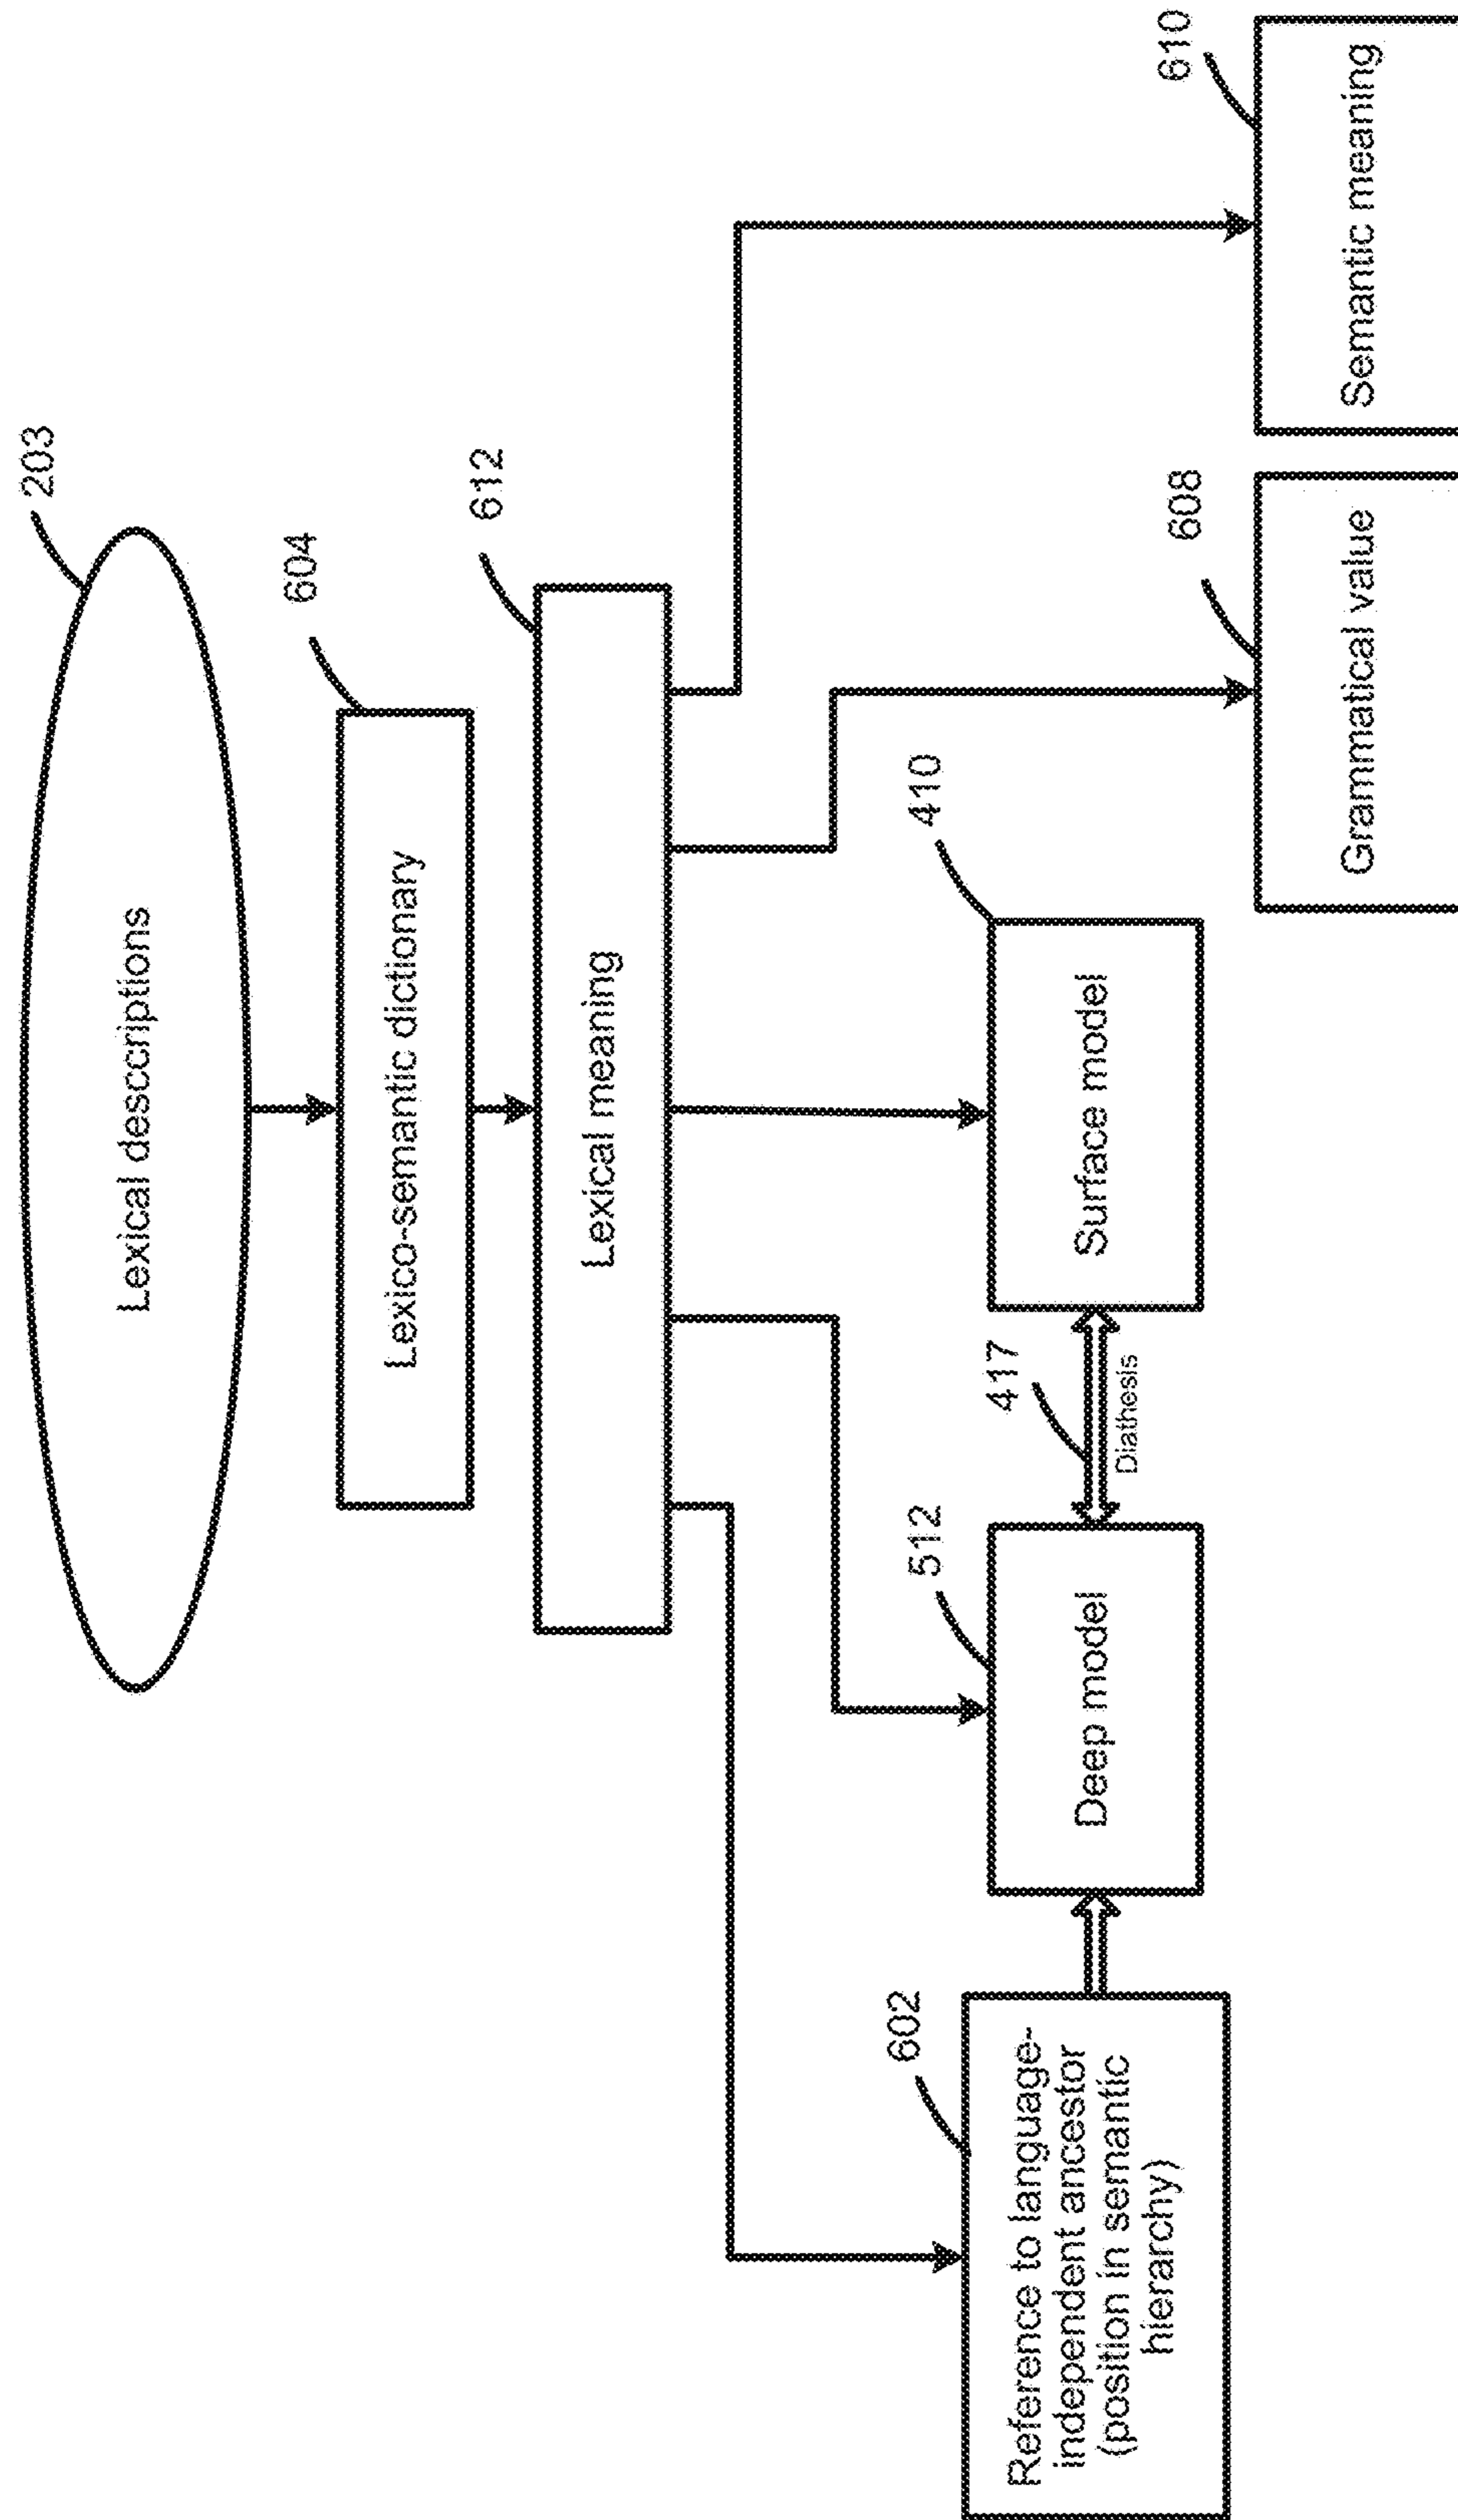 Lexical descriptions
203
Lexico-semantic dictionary
604
Lexical meaning
612
602
Reference to language-
independent ancestor
(position in semantic
hierarchy)
512
Deep model
417
Diathesis
410
Surface model
608
Grammatical value
610
Semantic meaning